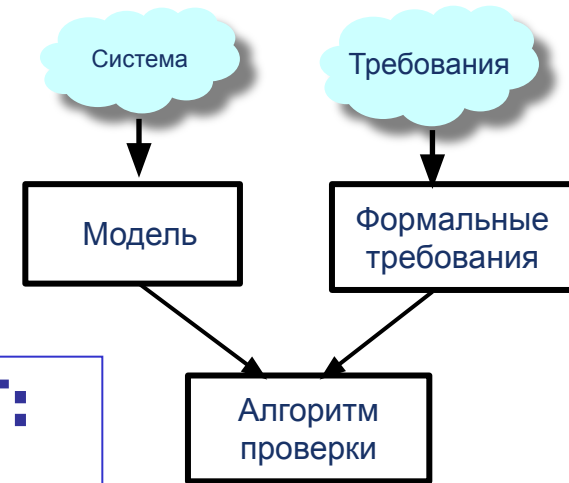 Система
Требования
Модель
Формальные
требования
Алгоритм
проверки